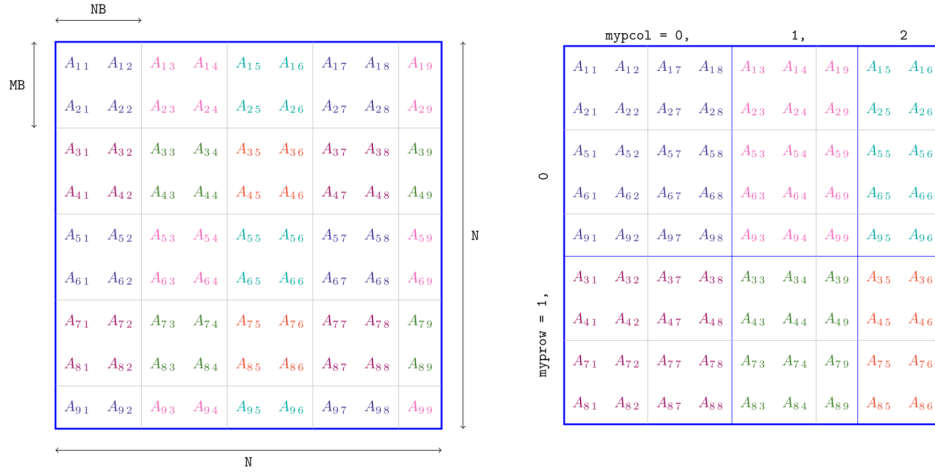 NB
MB
A11 A12 A13 A14 A15 A16 A17 A18 A19
A21 A22 A23 A24 A25 A26 A27 A28 A29
A31 A32 A33 A34 A35 A36 A37 A38 A39
A41 A42 A43 A44 A45 A46 A47 A48 A49
A51 A52 A53 A54 A55 A56 A57 A58 A59
N
A61 A62 A63 A64 A65 A66 A67 A68 A69
A71 A72 A73 A74 A75 A76 A77 A78 A79
A81 A82 A83 A84 A85 A86 A87 A88 A89
A91 A92 A93 A94 A95 A96 A97 A98 A99
N
mypcol = 0, 1, 2
A11 A12 A17 A18 A13 A14 A19 A15 A16
A21 A22 A27 A28 A23 A24 A29 A25 A26
A51 A52 A57 A58 A53 A54 A59 A55 A56
A61 A62 A67 A68 A63 A64 A69 A65 A66
A91 A92 A97 A98 A93 A94 A99 A95 A96
A31 A32 A37 A38 A33 A34 A39 A35 A36
A41 A42 A47 A48 A43 A44 A49 A45 A46
A71 A72 A77 A78 A73 A74 A79 A75 A76
A81 A82 A87 A88 A83 A84 A89 A85 A86
myprow = 1, 0